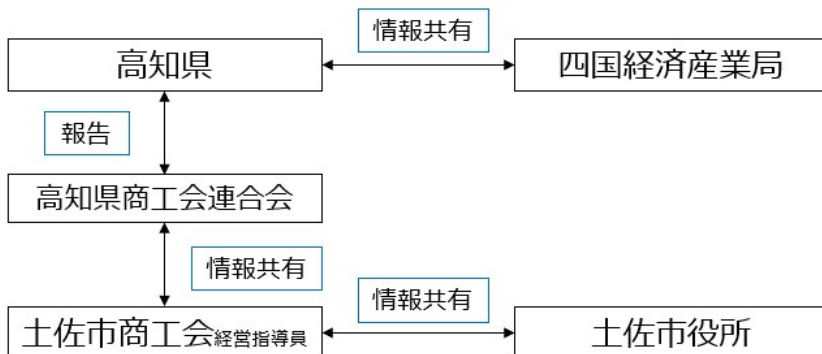 情報共有
高知県
四国経済産業局
報告
高知県商工会連合会
情報共有
情報共有
土佐市商工会経営指導員
土佐市役所